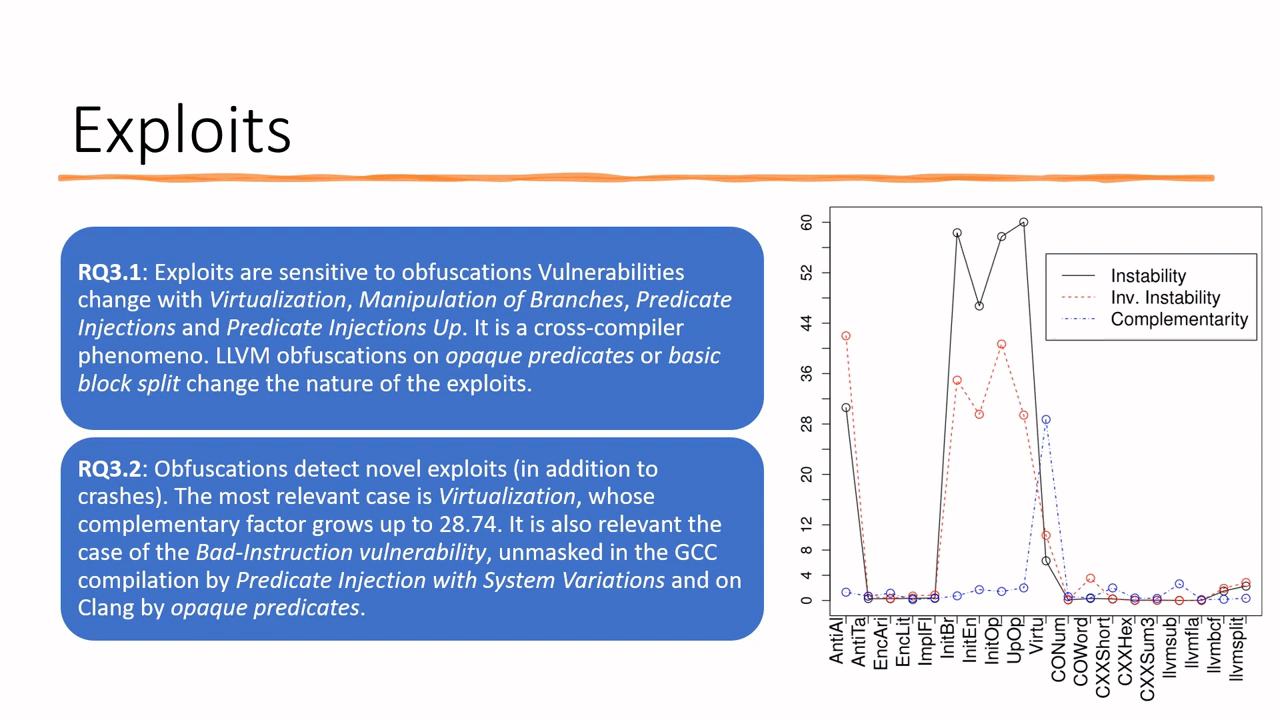 Exploits
RQ3.1: Exploits are sensitive to obfuscations Vulnerabilities
change with Virtualization, Manipulation of Branches, Predicate
Injections and Predicate Injections Up. It is a cross-compiler
phenomeno. LLVM obfuscations on opaque predicates or basic
block split change the nature of the exploits.
RQ3.2: Obfuscations detect novel exploits (in addition to
crashes). The most relevant case is Virtualization, whose
complementary factor grows up to 28.74. It is also relevant the
case of the Bad-Instruction vulnerability, unmasked in the GCC
compilation by Predicate Injection with System Variations and on
Clang by opaque predicates.
60
52
44
36
28
20
12
8
4
0
Instability
Inv. Instability
Complementarity
AntiAl
AntiTa
EncAri
EncLit
ImplFl
InitBr
InitEn
InitOp
UpOp
Virtu
CONum
COWord
CXXShort
CXXHex
CXXSum3
llvmsub
llvmfla
llvmbcf
llvmsplit